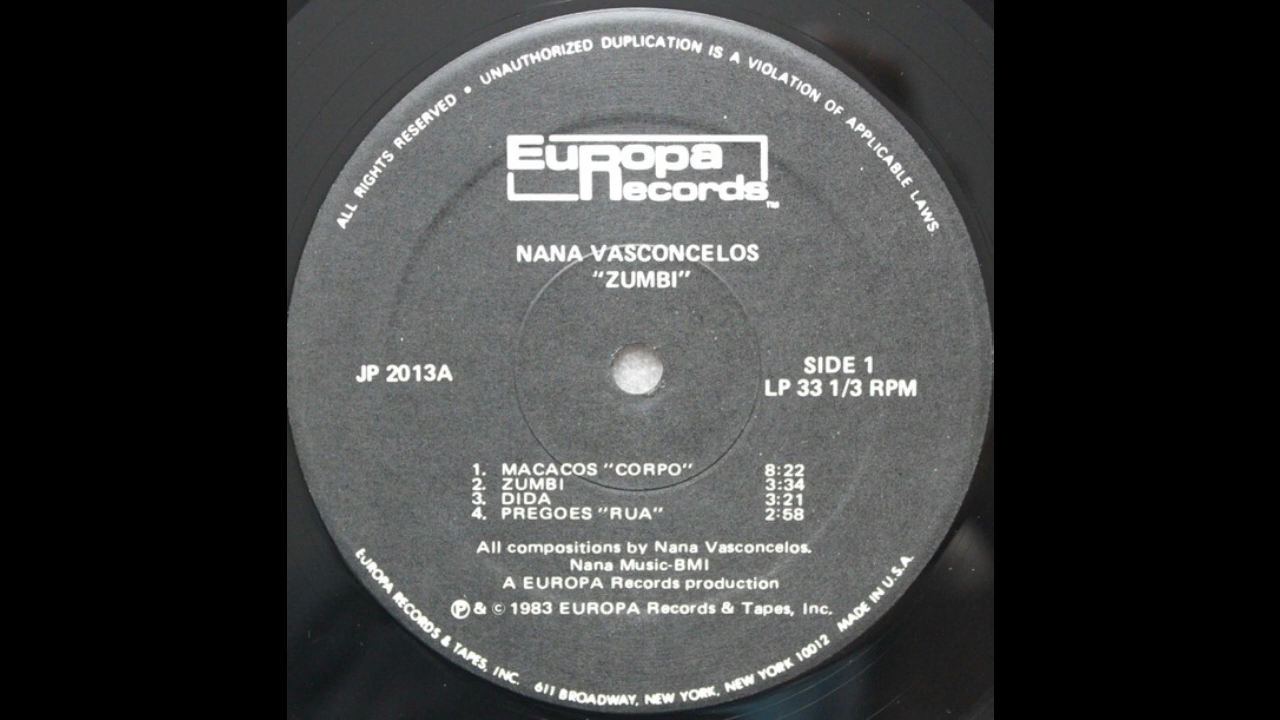 ALL RIGHTS RESERVED • UNAUTHORIZED DUPLICATION IS A VIOLATION OF APPLICABLE LAWS.
Europa
Records™
NANA VASCONCELOS
"ZUMBI"
JP 2013A
SIDE 1
LP 33 1/3 RPM
1. MACACOS "CORPO" 8:22
2. ZUMBI 3:34
3. DIDA 3:21
4. PREGOES "RUA" 2:58
All compositions by Nana Vasconcelos.
Nana Music-BMI
A EUROPA Records production
℗ & © 1983 EUROPA Records & Tapes, Inc.
EUROPA RECORDS & TAPES, INC. 611 BROADWAY, NEW YORK, NEW YORK 10012 MADE IN U.S.A.